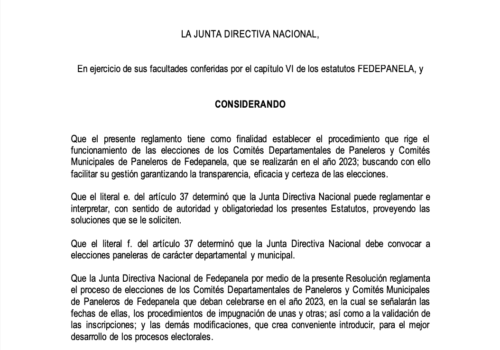 LA JUNTA DIRECTIVA NACIONAL,
En ejercicio de sus facultades conferidas por el capítulo VI de los estatutos FEDEPANELA, y
CONSIDERANDO
Que el presente reglamento tiene como finalidad establecer el procedimiento que rige el
funcionamiento de las elecciones de los Comités Departamentales de Paneleros y Comités
Municipales de Paneleros de Fedepanela, que se realizarán en el año 2023; buscando con ello
facilitar su gestión garantizando la transparencia, eficacia y certeza de las elecciones.
Que el literal e. del artículo 37 determinó que la Junta Directiva Nacional puede reglamentar e
interpretar, con sentido de autoridad y obligatoriedad los presentes Estatutos, proveyendo las
soluciones que se le soliciten.
Que el literal f. del artículo 37 determinó que la Junta Directiva Nacional debe convocar a
elecciones paneleras de carácter departamental y municipal.
Que la Junta Directiva Nacional de Fedepanela por medio de la presente Resolución reglamenta
el proceso de elecciones de los Comités Departamentales de Paneleros y Comités Municipales
de Paneleros de Fedepanela que deban celebrarse en el año 2023, en la cual se señalarán las
fechas de ellas, los procedimientos de impugnación de unas y otras; así como a la validación de
las inscripciones; y las demás modificaciones, que crea conveniente introducir, para el mejor
desarrollo de los procesos electorales.